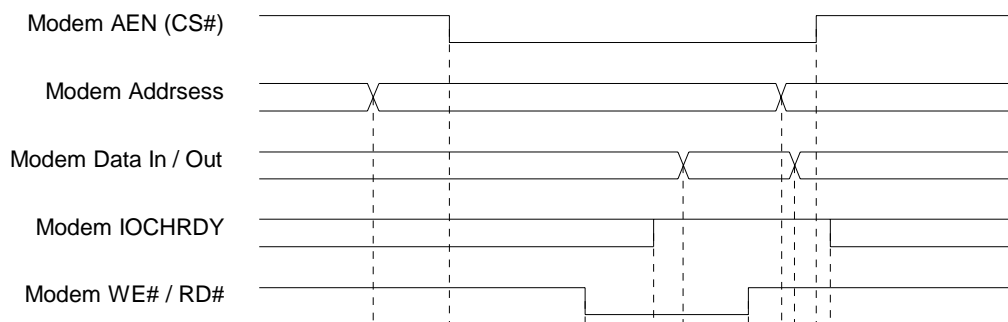 Modem AEN (CS#)
Modem Addrsess
Modem Data In / Out
Modem IOCHRDY
Modem WE# / RD#